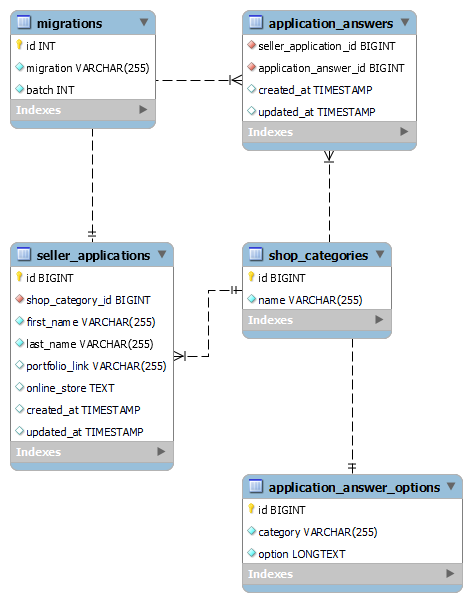 migrations
id INT
migration VARCHAR(255)
batch INT
Indexes
application_answers
seller_application_id BIGINT
application_answer_id BIGINT
created_at TIMESTAMP
updated_at TIMESTAMP
Indexes
seller_applications
id BIGINT
shop_category_id BIGINT
first_name VARCHAR(255)
last_name VARCHAR(255)
portfolio_link VARCHAR(255)
online_store TEXT
created_at TIMESTAMP
updated_at TIMESTAMP
Indexes
shop_categories
id BIGINT
name VARCHAR(255)
Indexes
application_answer_options
id BIGINT
category VARCHAR(255)
option LONGTEXT
Indexes